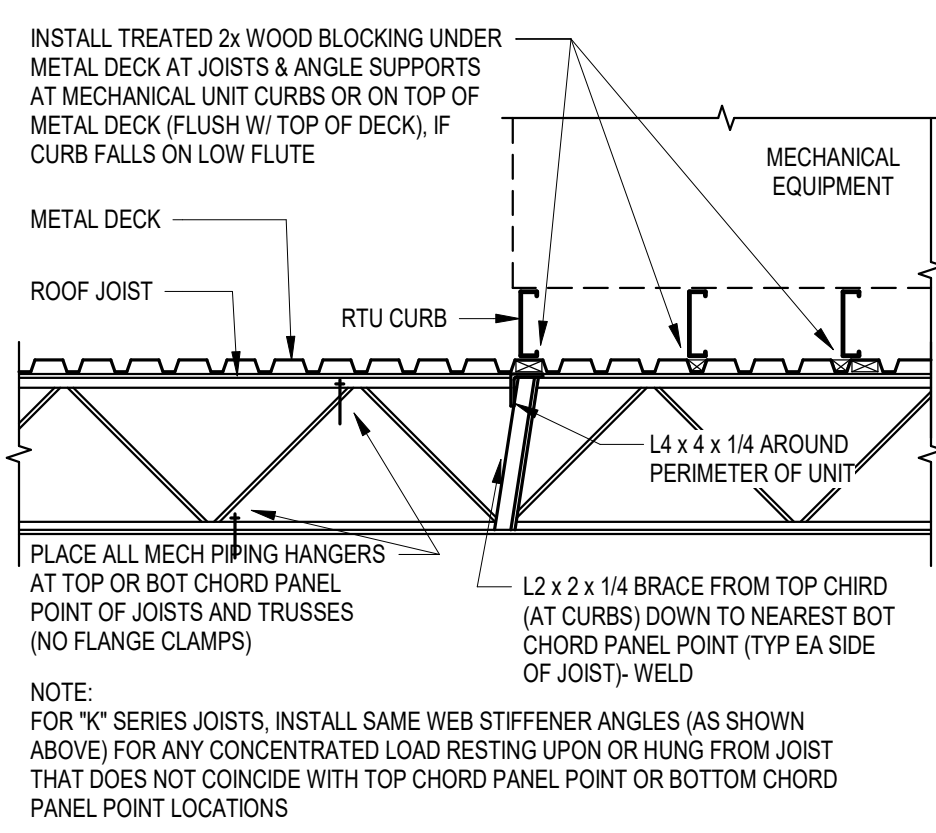 INSTALL TREATED 2x WOOD BLOCKING UNDER
METAL DECK AT JOISTS & ANGLE SUPPORTS
AT MECHANICAL UNIT CURBS OR ON TOP OF
METAL DECK (FLUSH W/ TOP OF DECK), IF
CURB FALLS ON LOW FLUTE
MECHANICAL
EQUIPMENT
METAL DECK
ROOF JOIST
RTU CURB
L4 x 4 x 1/4 AROUND
PERIMETER OF UNIT
PLACE ALL MECH PIPING HANGERS
AT TOP OR BOT CHORD PANEL
POINT OF JOISTS AND TRUSSES
(NO FLANGE CLAMPS)
L2 x 2 x 1/4 BRACE FROM TOP CHIRD
(AT CURBS) DOWN TO NEAREST BOT
CHORD PANEL POINT (TYP EA SIDE
OF JOIST)- WELD
NOTE:
FOR "K" SERIES JOISTS, INSTALL SAME WEB STIFFENER ANGLES (AS SHOWN
ABOVE) FOR ANY CONCENTRATED LOAD RESTING UPON OR HUNG FROM JOIST
THAT DOES NOT COINCIDE WITH TOP CHORD PANEL POINT OR BOTTOM CHORD
PANEL POINT LOCATIONS